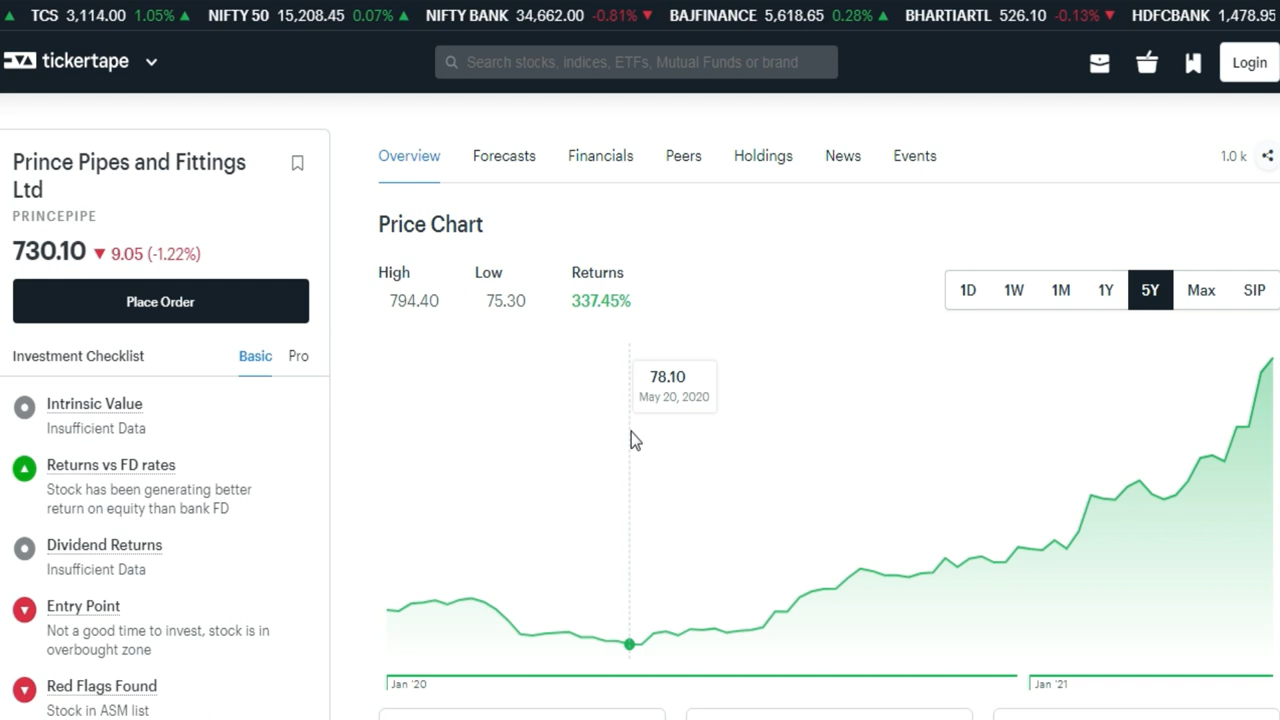 TCS 3,114.00 1.05% ▲ NIFTY 50 15,208.45 0.07% ▲ NIFTY BANK 34,662.00 -0.81% ▼ BAJFINANCE 5,618.65 0.28% ▲ BHARTIARTL 526.10 -0.13% ▼ HDFCBANK 1,478.95
tickertape
Search stocks, indices, ETFs, Mutual Funds or brand
Login
Prince Pipes and Fittings
Ltd
PRINCEPIPE
730.10 ▼ 9.05 (-1.22%)
Place Order
Investment Checklist Basic Pro
Intrinsic Value
Insufficient Data
Returns vs FD rates
Stock has been generating better
return on equity than bank FD
Dividend Returns
Insufficient Data
Entry Point
Not a good time to invest, stock is in
overbought zone
Red Flags Found
Stock in ASM list
Overview Forecasts Financials Peers Holdings News Events 1.0 k
Price Chart
High Low Returns
794.40 75.30 337.45%
1D 1W 1M 1Y 5Y Max SIP
78.10
May 20, 2020
Jan '20 Jan '21